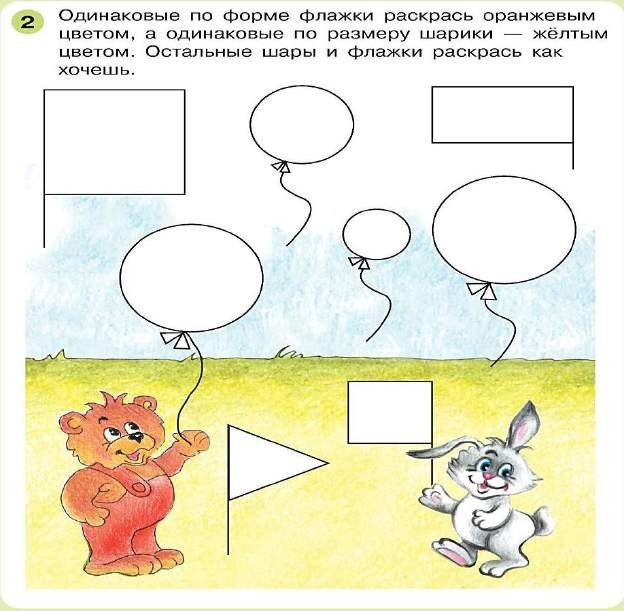 2
Одинаковые по форме флажки раскрась оранжевым
цветом, а одинаковые по размеру шарики — жёлтым
цветом. Остальные шары и флажки раскрась как
хочешь.